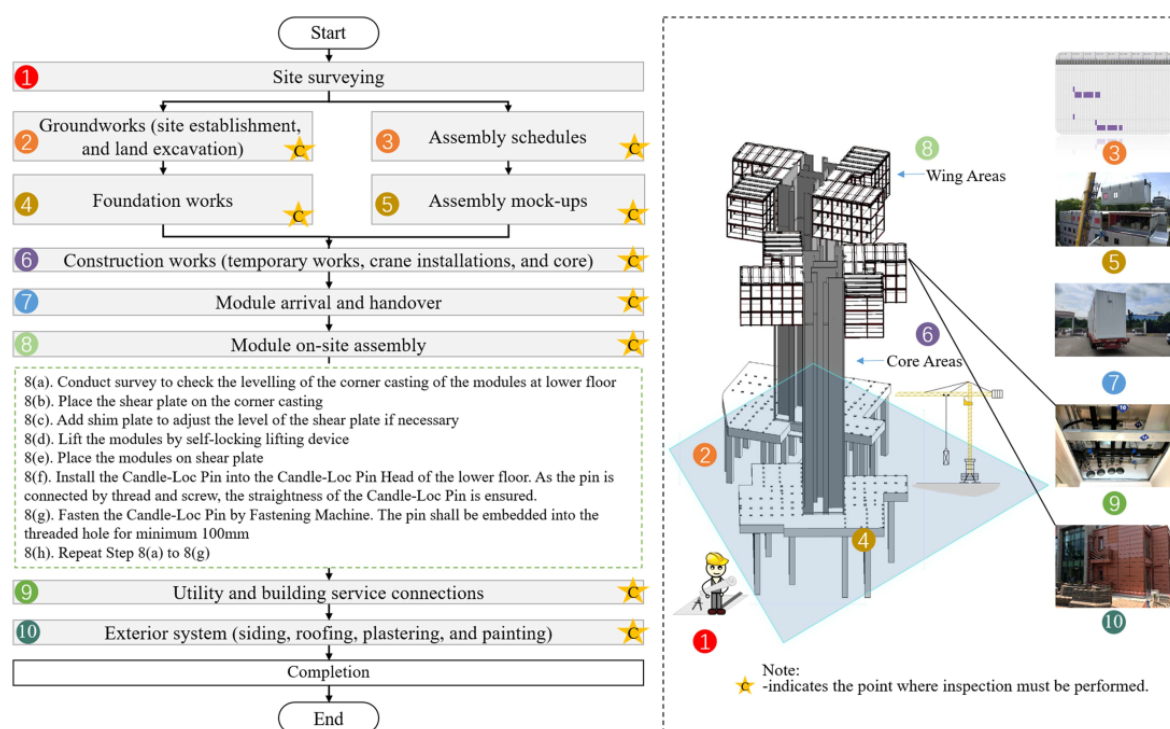 Start
1
Site surveying
2
Groundworks (site establishment,
and land excavation)
C
3
Assembly schedules
C
4
Foundation works
C
5
Assembly mock-ups
C
6
Construction works (temporary works, crane installations, and core)
C
7
Module arrival and handover
C
8
Module on-site assembly
C
8(a). Conduct survey to check the levelling of the corner casting of the modules at lower floor
8(b). Place the shear plate on the corner casting
8(c). Add shim plate to adjust the level of the shear plate if necessary
8(d). Lift the modules by self-locking lifting device
8(e). Place the modules on shear plate
8(f). Install the Candle-Loc Pin into the Candle-Loc Pin Head of the lower floor. As the pin is
connected by thread and screw, the straightness of the Candle-Loc Pin is ensured.
8(g). Fasten the Candle-Loc Pin by Fastening Machine. The pin shall be embedded into the
threaded hole for minimum 100mm
8(h). Repeat Step 8(a) to 8(g)
9
Utility and building service connections
C
10
Exterior system (siding, roofing, plastering, and painting)
C
Completion
End
8
Wing Areas
6
Core Areas
2
4
1
3
5
7
9
10
Note:
C -indicates the point where inspection must be performed.